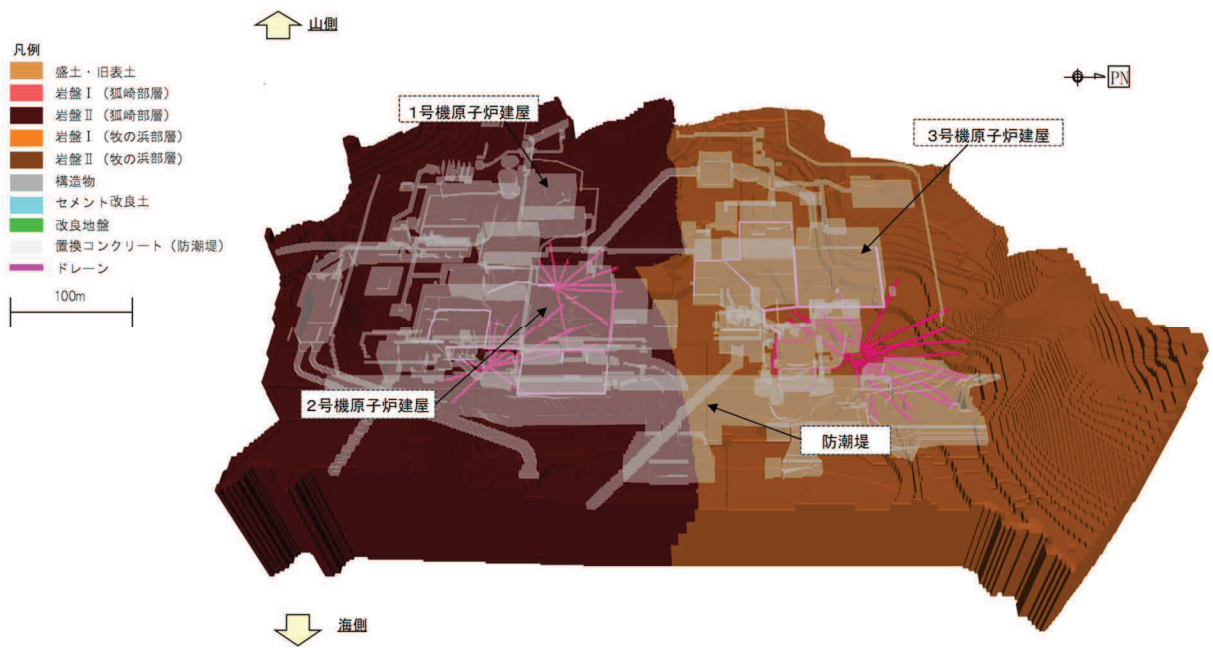 山側
凡例
盛土・旧表土
岩盤Ⅰ（狐崎部層）
岩盤Ⅱ（狐崎部層）
岩盤Ⅰ（牧の浜部層）
岩盤Ⅱ（牧の浜部層）
構造物
セメント改良土
改良地盤
置換コンクリート（防潮堤）
ドレーン
100m
PN
1号機原子炉建屋
3号機原子炉建屋
2号機原子炉建屋
防潮堤
海側